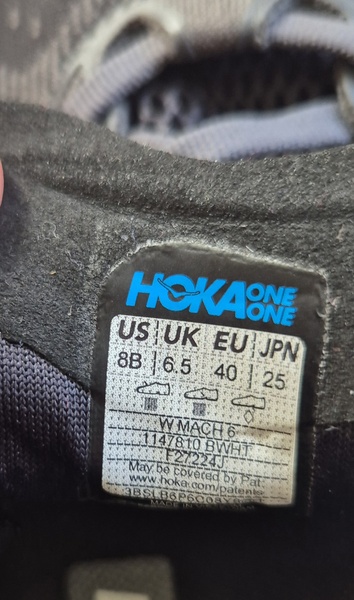 HOKA ONE ONE
US UK EU JPN
8B 6.5 40 25
W MACH 6
1147810 BWHT
F27224J
May be covered by Pat:
www.hoka.com/patents